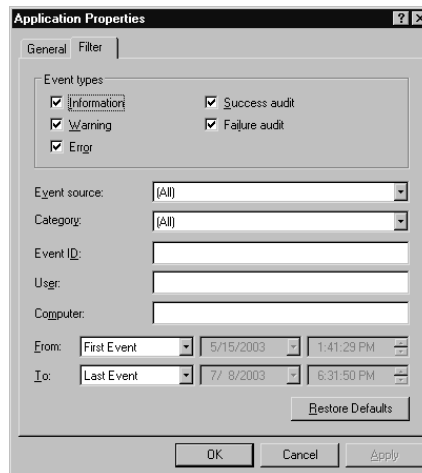 Application Properties
General Filter
Event types
Information Success audit
Warning Failure audit
Error
Event source: (All)
Category: (All)
Event ID:
User:
Computer:
From: First Event 5/15/2003 1:41:29 PM
To: Last Event 7/ 8/2003 6:31:50 PM
Restore Defaults
OK Cancel Apply